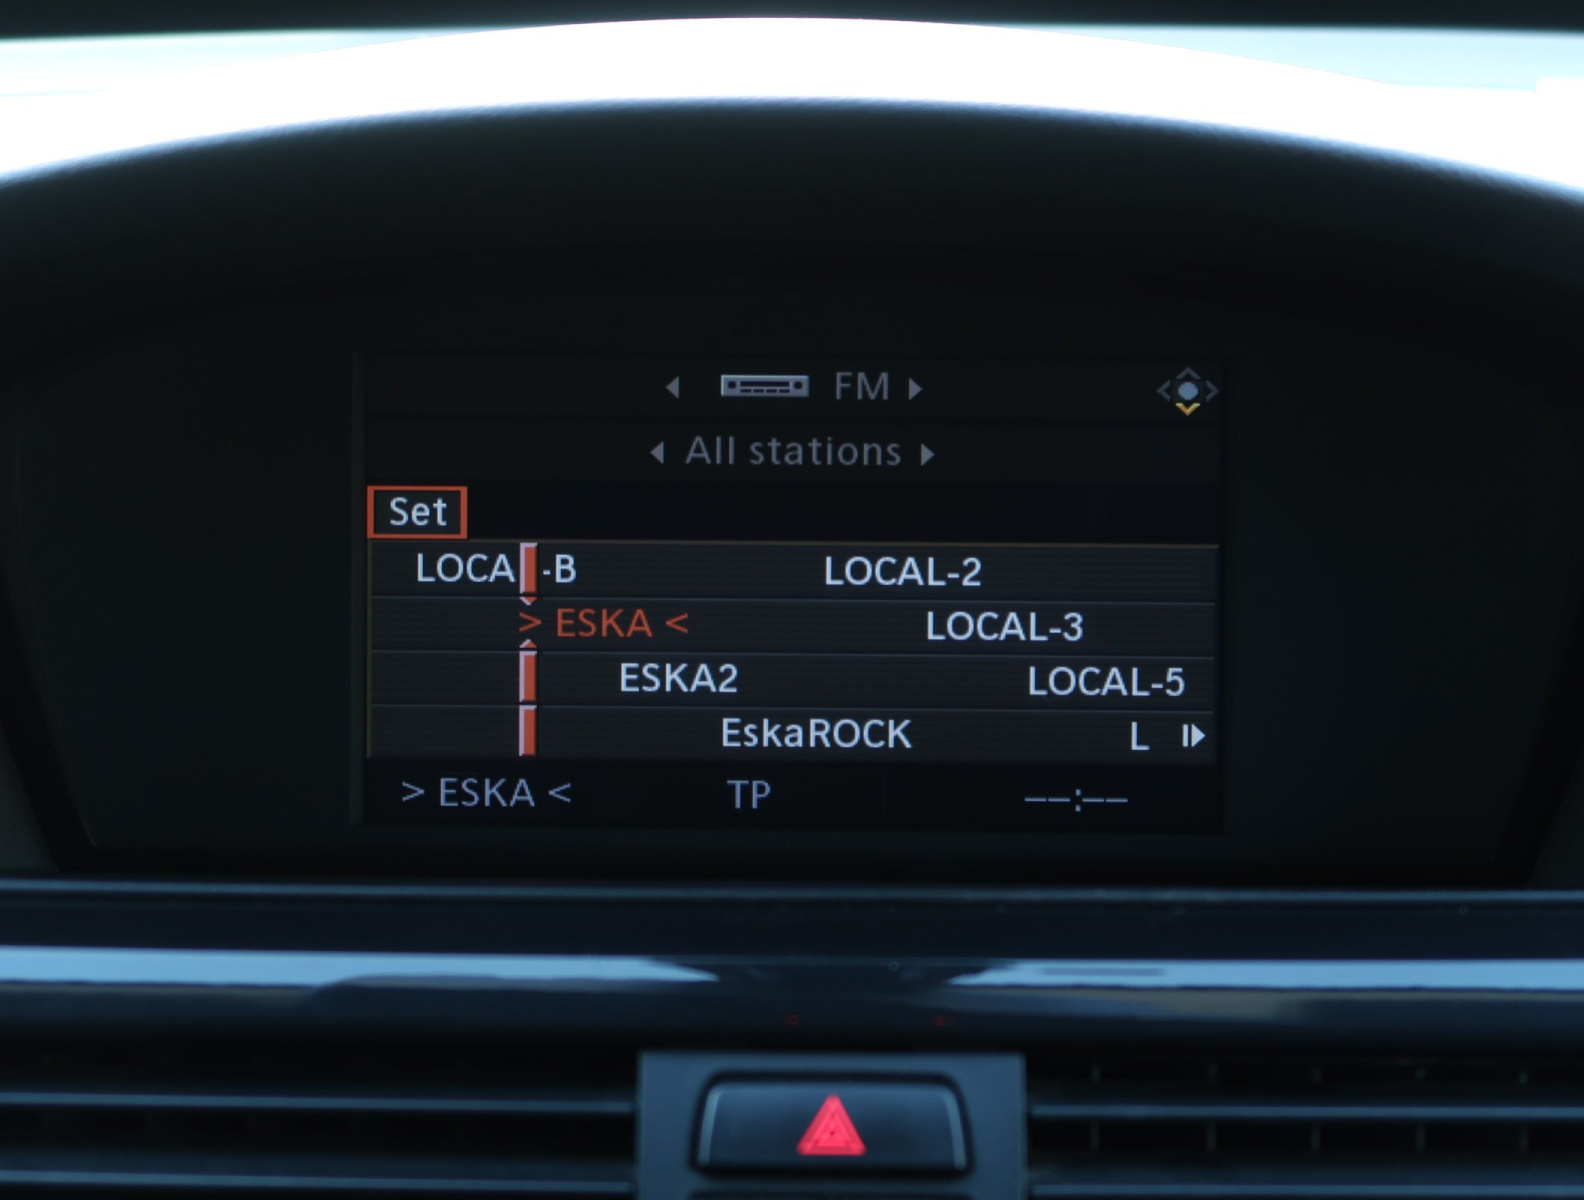 FM
All stations
Set
LOCA -B LOCAL-2
> ESKA < LOCAL-3
ESKA2 LOCAL-5
EskaROCK L
> ESKA < TP --:--